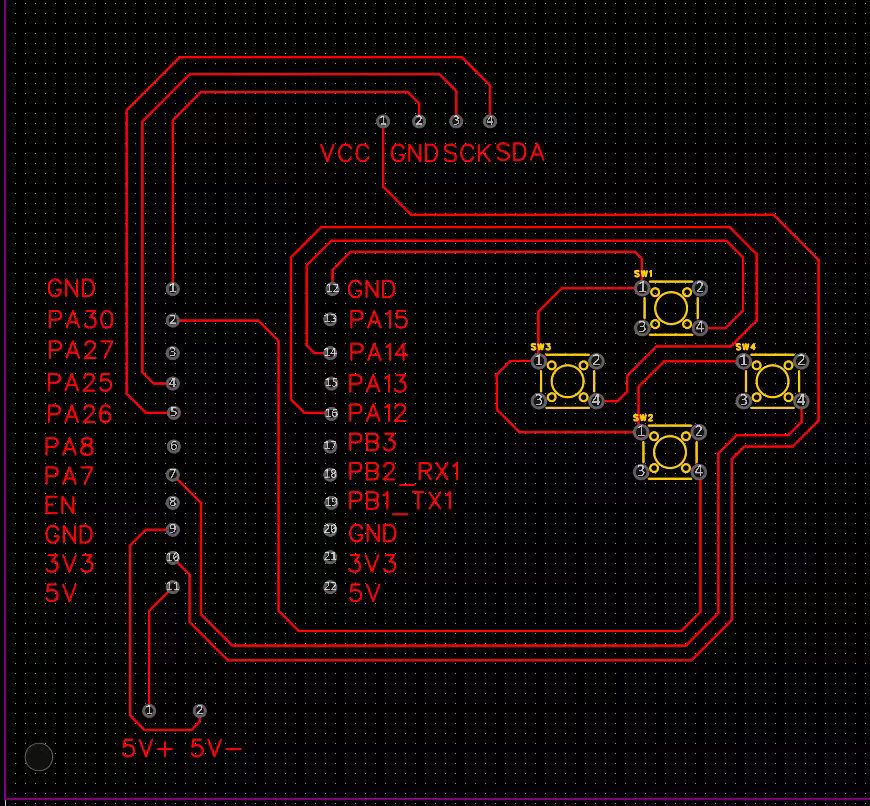 1 2 3 4
VCC GND SCK SDA
GND 1
PA30 2
PA27 3
PA25 4
PA26 5
PA8 6
PA7 7
EN 8
GND 9
3V3 10
5V 11
12 GND
13 PA15
14 PA14
15 PA13
16 PA12
17 PB3
18 PB2_RX1
19 PB1_TX1
20 GND
21 3V3
22 5V
SW1
1 2
3 4
SW3
1 2
3 4
SW4
1 2
3 4
SW2
1 2
3 4
1 2
5V+ 5V-